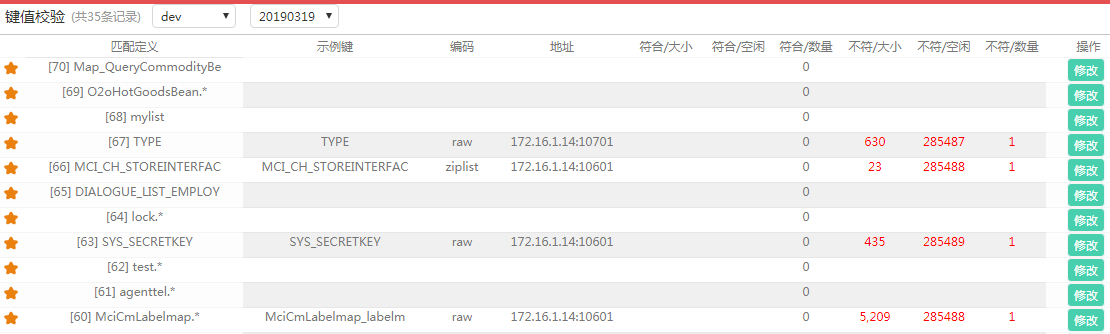 键值校验 (共35条记录) dev 20190319
匹配定义 示例键 编码 地址 符合/大小 符合/空闲 符合/数量 不符/大小 不符/空闲 不符/数量 操作
[70] Map_QueryCommodityBe 0 修改
[69] O2oHotGoodsBean.* 0 修改
[68] mylist 0 修改
[67] TYPE TYPE raw 172.16.1.14:10701 0 630 285487 1 修改
[66] MCI_CH_STOREINTERFAC MCI_CH_STOREINTERFAC ziplist 172.16.1.14:10601 0 23 285488 1 修改
[65] DIALOGUE_LIST_EMPLOY 0 修改
[64] lock.* 0 修改
[63] SYS_SECRETKEY SYS_SECRETKEY raw 172.16.1.14:10601 0 435 285489 1 修改
[62] test.* 0 修改
[61] agenttel.* 0 修改
[60] MciCmLabelmap.* MciCmLabelmap_labelm raw 172.16.1.14:10601 0 5,209 285488 1 修改